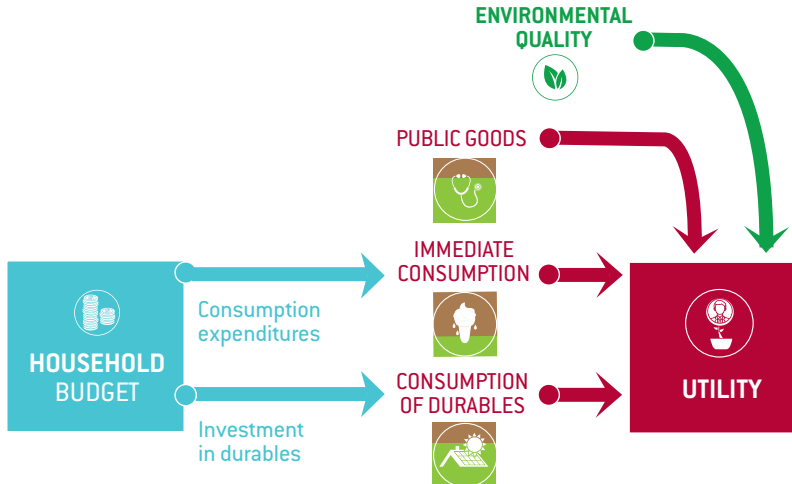 ENVIRONMENTAL
QUALITY
PUBLIC GOODS
IMMEDIATE
CONSUMPTION
Consumption
expenditures
HOUSEHOLD
BUDGET
CONSUMPTION
OF DURABLES
UTILITY
Investment
in durables